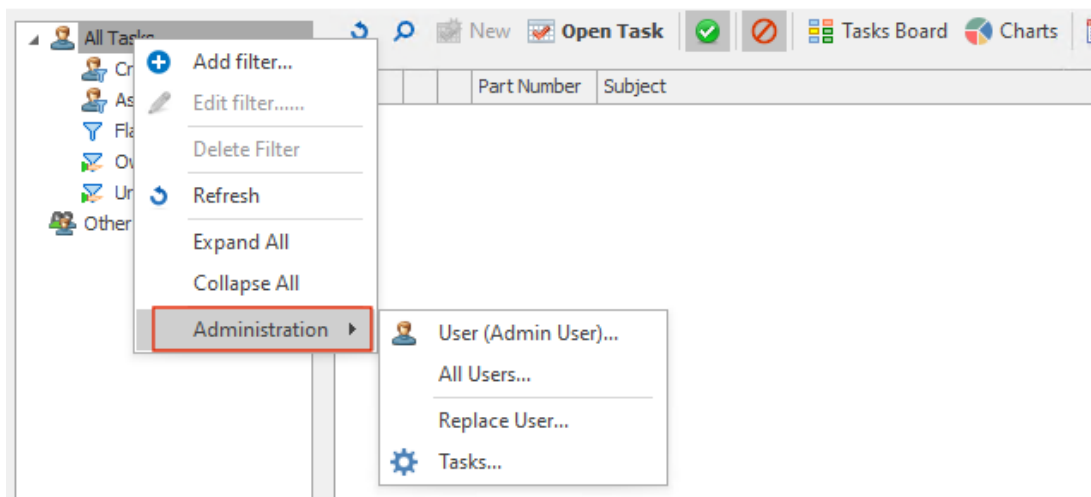 All Tasks
New
Open Task
Tasks Board
Charts
Part Number
Subject
Other
Add filter...
Edit filter......
Delete Filter
Refresh
Expand All
Collapse All
Administration
User (Admin User)...
All Users...
Replace User...
Tasks...